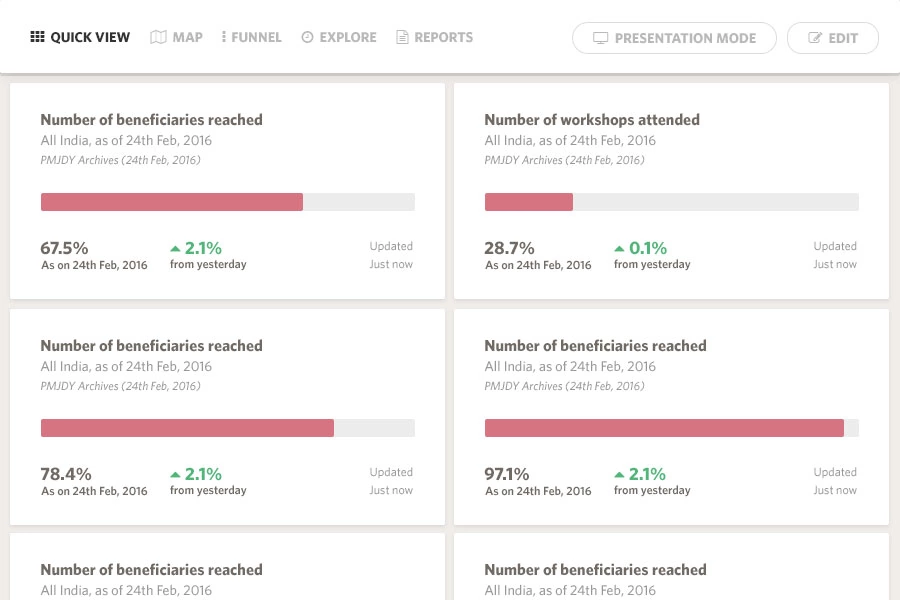 QUICK VIEW MAP FUNNEL EXPLORE REPORTS PRESENTATION MODE EDIT
Number of beneficiaries reached
All India, as of 24th Feb, 2016
PMJDY Archives (24th Feb, 2016)
67.5% 2.1% Updated
As on 24th Feb, 2016 from yesterday Just now
Number of workshops attended
All India, as of 24th Feb, 2016
PMJDY Archives (24th Feb, 2016)
28.7% 0.1% Updated
As on 24th Feb, 2016 from yesterday Just now
Number of beneficiaries reached
All India, as of 24th Feb, 2016
PMJDY Archives (24th Feb, 2016)
78.4% 2.1% Updated
As on 24th Feb, 2016 from yesterday Just now
Number of beneficiaries reached
All India, as of 24th Feb, 2016
PMJDY Archives (24th Feb, 2016)
97.1% 2.1% Updated
As on 24th Feb, 2016 from yesterday Just now
Number of beneficiaries reached
All India, as of 24th Feb, 2016
Number of beneficiaries reached
All India, as of 24th Feb, 2016